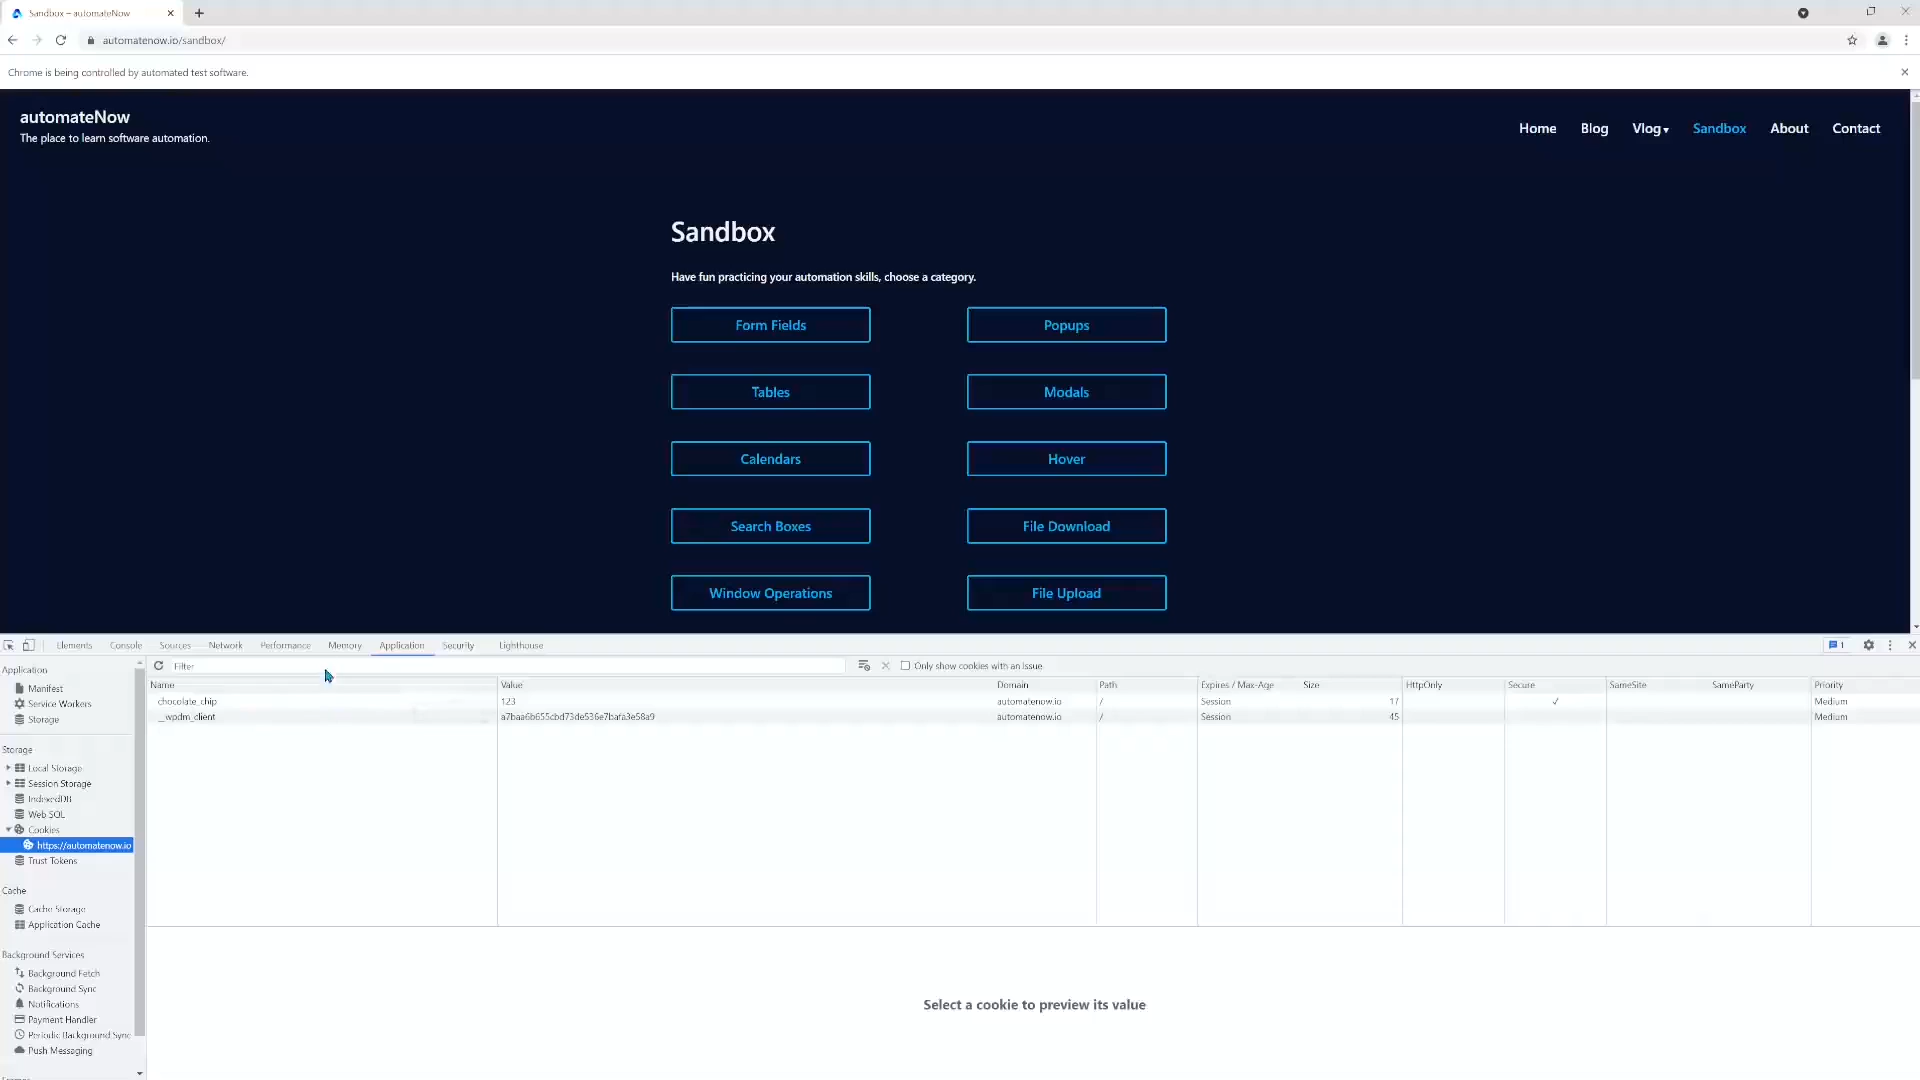 Sandbox – automateNow
automatenow.io/sandbox/
Chrome is being controlled by automated test software.
automateNow
The place to learn software automation.
Home Blog Vlog▾ Sandbox About Contact
Sandbox
Have fun practicing your automation skills, choose a category.
Form Fields Popups
Tables Modals
Calendars Hover
Search Boxes File Download
Window Operations File Upload
Elements Console Sources Network Performance Memory Application Security Lighthouse 1
Application
Filter
Only show cookies with an issue
Name Value Domain Path Expires / Max-Age Size HttpOnly Secure SameSite SameParty Priority
chocolate_chip 123 automatenow.io / Session 17 ✓ Medium
__wpdm_client a7baa6b655cbd73de536e7bafa3e58a9 automatenow.io / Session 45 Medium
Manifest
Service Workers
Storage
Storage
Local Storage
Session Storage
IndexedDB
Web SQL
Cookies
https://automatenow.io
Trust Tokens
Cache
Cache Storage
Application Cache
Background Services
Background Fetch
Background Sync
Notifications
Payment Handler
Periodic Background Sync
Push Messaging
Select a cookie to preview its value